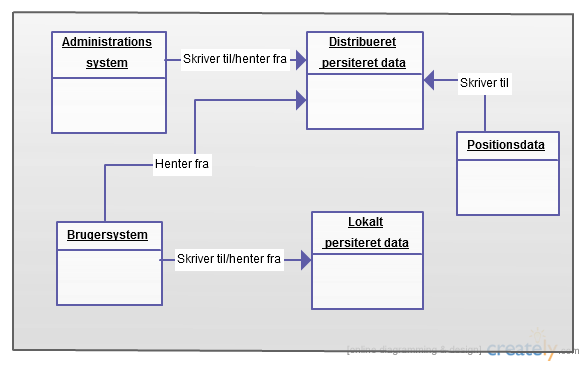 Administrations
system
Skriver til/henter fra
Distribueret
persiteret data
Skriver til
Positionsdata
Henter fra
Brugersystem
Skriver til/henter fra
Lokalt
persiteret data
[online diagramming & design] creately.com